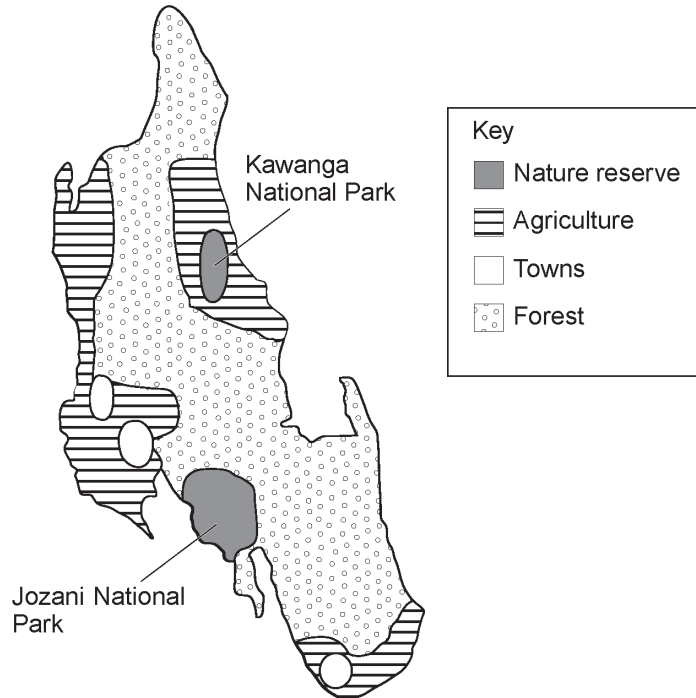 Kawanga
National Park
Key
Nature reserve
Agriculture
Towns
Forest
Jozani National
Park